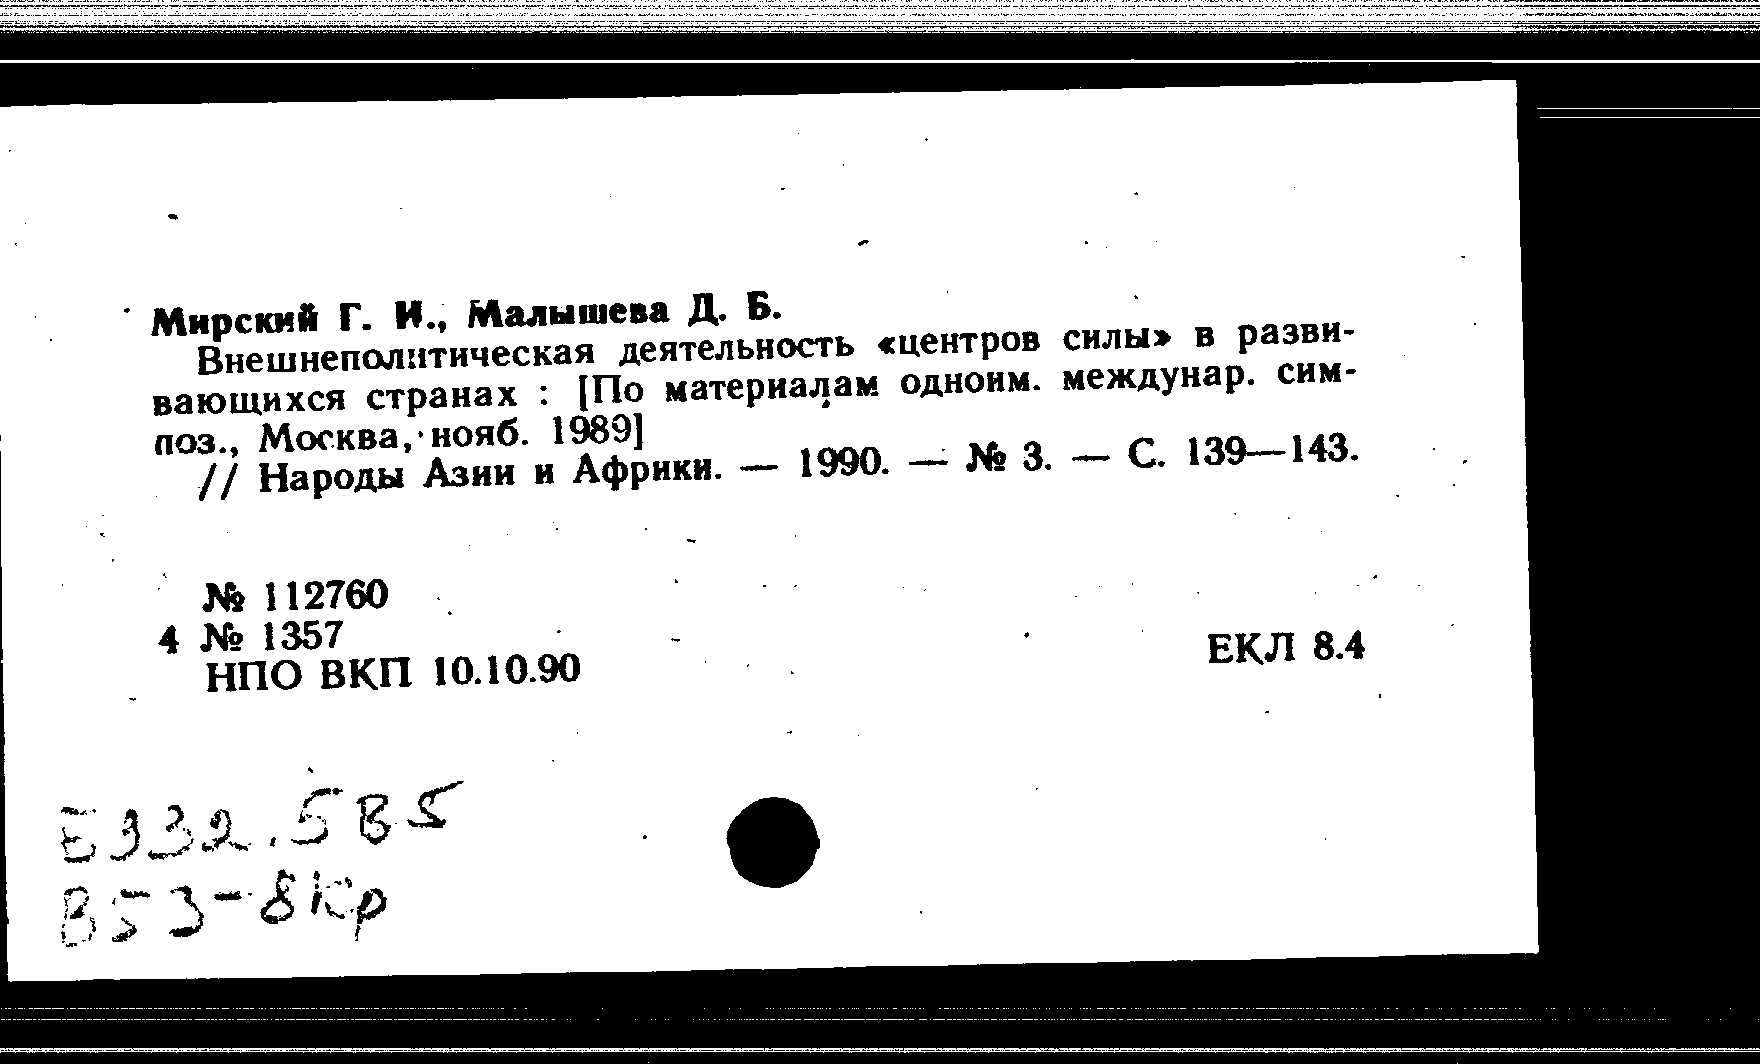 Мирский Г. И., Малышева Д. Б.
Внешнеполитическая деятельность «центров силы» в разви-
вающихся странах : [По материалам одноим. междунар. сим-
поз., Москва, нояб. 1989]
// Народы Азии и Африки. — 1990. — № 3. — С. 139—143.
№ 112760
4 № 1357
НПО ВКП 10.10.90
ЕКЛ 8.4
Е332.5В5
В53-8кр